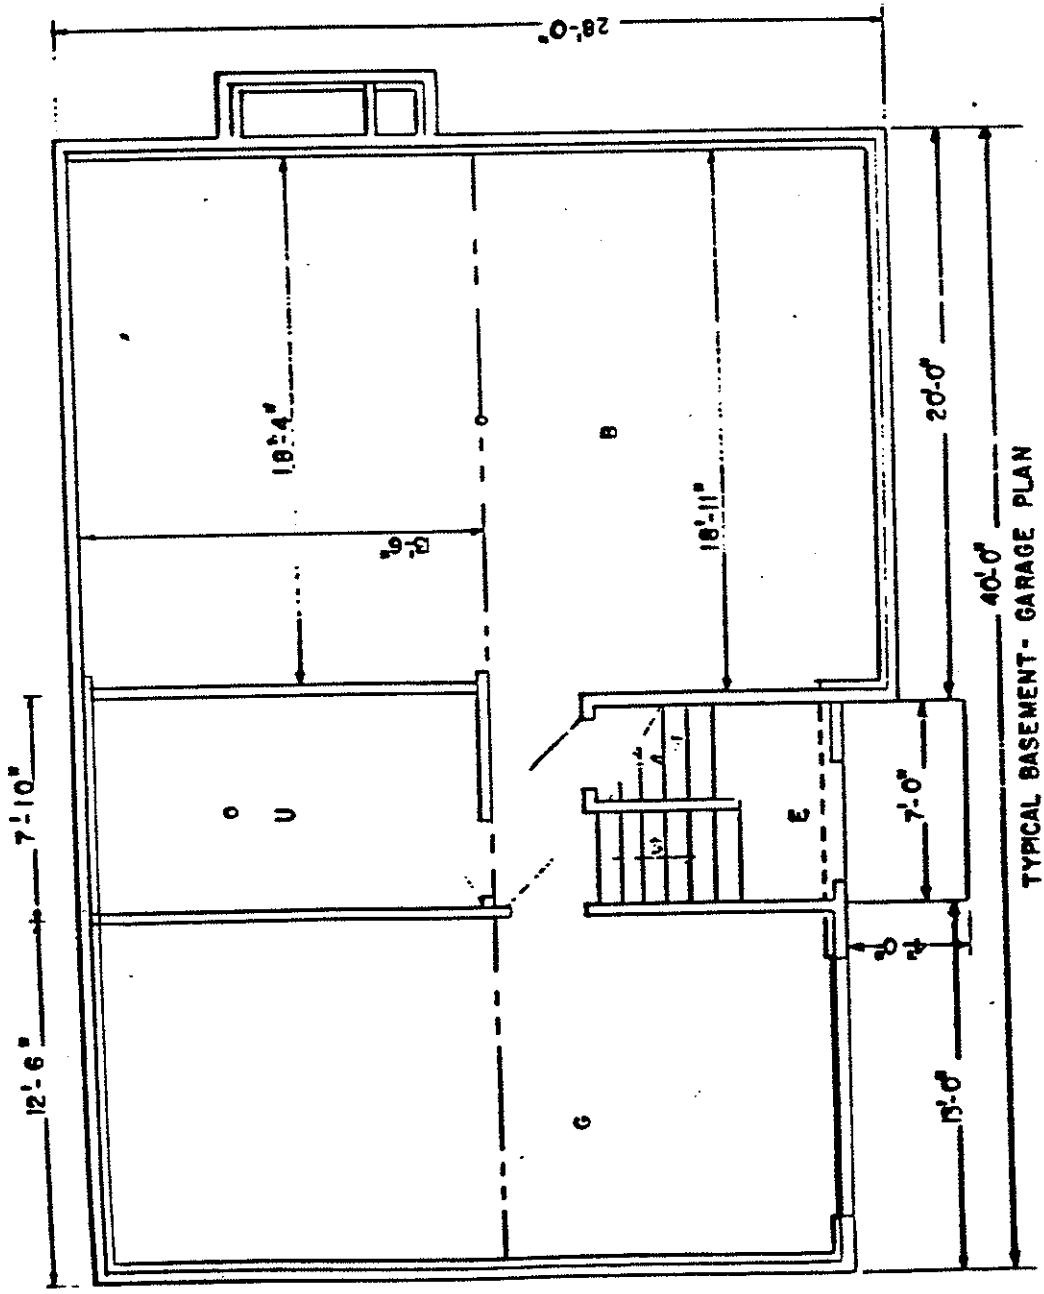 28'-0"
12'-6"
7'-10"
18'-4"
13'-6"
18'-11"
O
U
B
E
G
20'-0"
7'-0"
13'-0"
40'-0"
TYPICAL BASEMENT- GARAGE PLAN